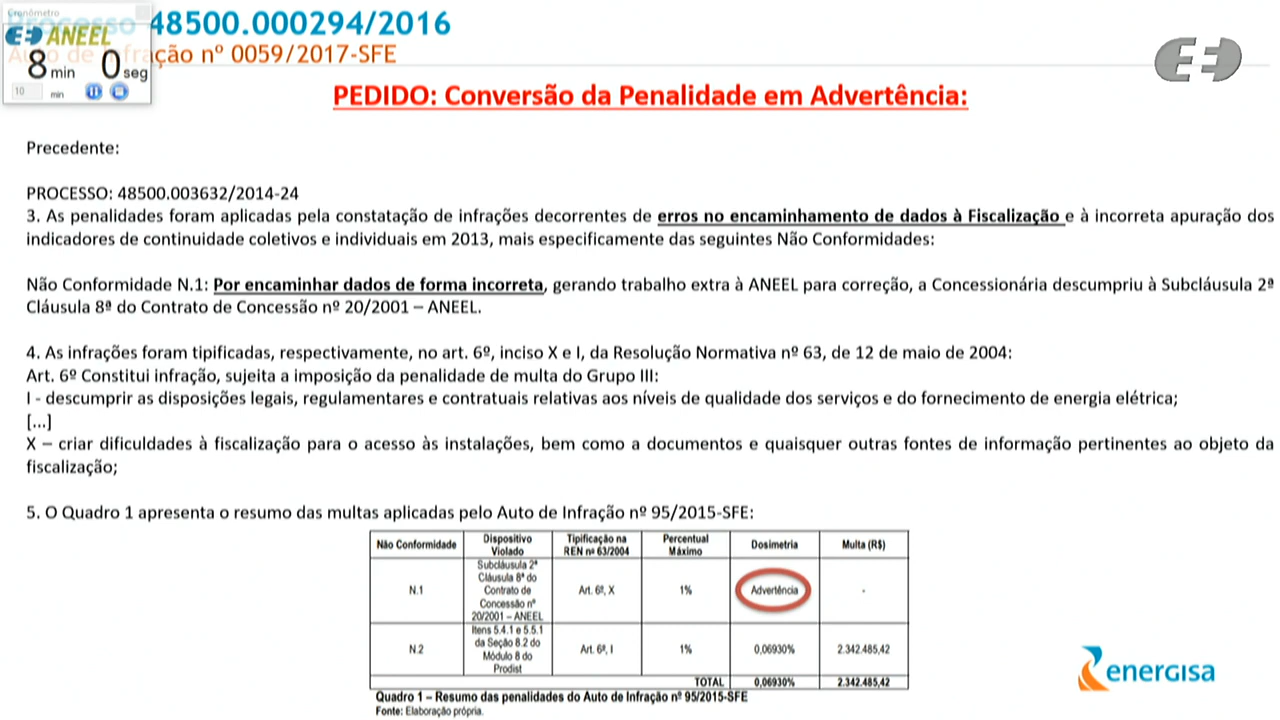 Cronômetro
Processo 48500.000294/2016
ANEEL
Auto de Infração nº 0059/2017-SFE
8 min 0 seg
10 min
PEDIDO: Conversão da Penalidade em Advertência:
Precedente:
PROCESSO: 48500.003632/2014-24
3. As penalidades foram aplicadas pela constatação de infrações decorrentes de erros no encaminhamento de dados à Fiscalização e à incorreta apuração dos
indicadores de continuidade coletivos e individuais em 2013, mais especificamente das seguintes Não Conformidades:
Não Conformidade N.1: Por encaminhar dados de forma incorreta, gerando trabalho extra à ANEEL para correção, a Concessionária descumpriu à Subcláusula 2ª
Cláusula 8ª do Contrato de Concessão nº 20/2001 – ANEEL.
4. As infrações foram tipificadas, respectivamente, no art. 6º, inciso X e I, da Resolução Normativa nº 63, de 12 de maio de 2004:
Art. 6º Constitui infração, sujeita a imposição da penalidade de multa do Grupo III:
I - descumprir as disposições legais, regulamentares e contratuais relativas aos níveis de qualidade dos serviços e do fornecimento de energia elétrica;
[...]
X – criar dificuldades à fiscalização para o acesso às instalações, bem como a documentos e quaisquer outras fontes de informação pertinentes ao objeto da
fiscalização;
5. O Quadro 1 apresenta o resumo das multas aplicadas pelo Auto de Infração nº 95/2015-SFE:
Não Conformidade Dispositivo Violado Tipificação na REN nº 63/2004 Percentual Máximo Dosimetria Multa (R$)
N.1 Subcláusula 2ª Cláusula 8ª do Contrato de Concessão nº 20/2001 – ANEEL Art. 6º, X 1% Advertência -
N.2 Itens 5.4.1 e 5.5.1 da Seção 8.2 do Módulo 8 do Prodist Art. 6º, I 1% 0,06930% 2.342.485,42
TOTAL 0,06930% 2.342.485,42
Quadro 1 – Resumo das penalidades do Auto de Infração nº 95/2015-SFE
Fonte: Elaboração própria.
energisa